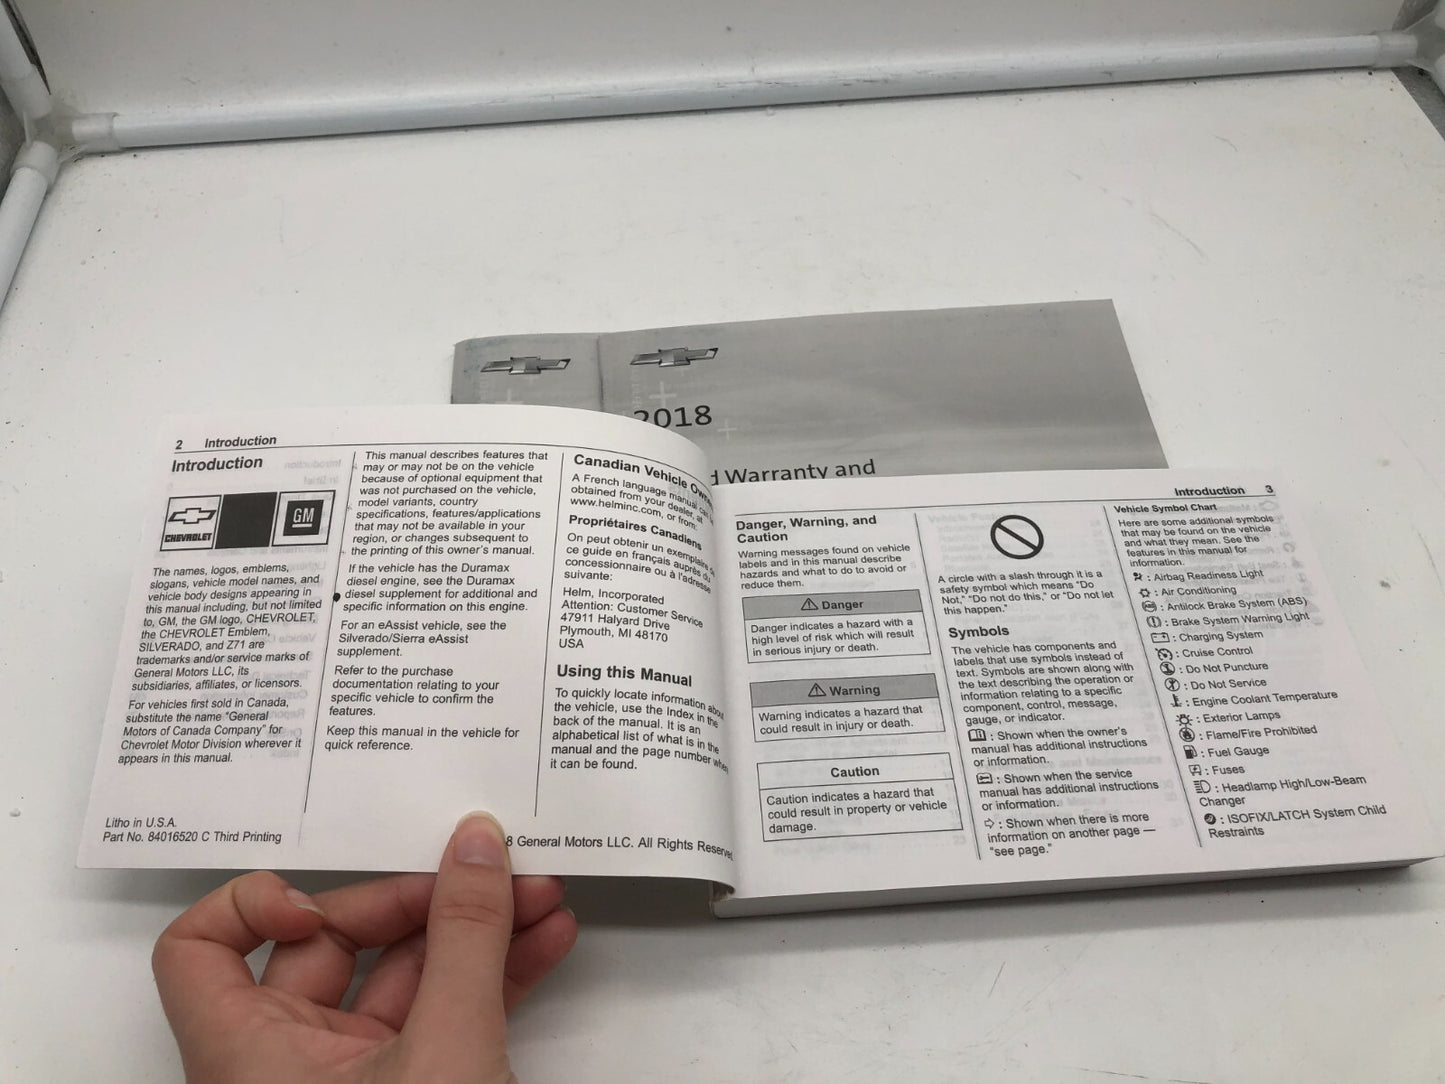 2018
d Warranty and
2 Introduction
Introduction
CHEVROLET
GM
The names, logos, emblems,
slogans, vehicle model names, and
vehicle body designs appearing in
this manual including, but not limited
to, GM, the GM logo, CHEVROLET,
the CHEVROLET Emblem,
SILVERADO, and Z71 are
trademarks and/or service marks of
General Motors LLC, its
subsidiaries, affiliates, or licensors.
For vehicles first sold in Canada,
substitute the name "General
Motors of Canada Company" for
Chevrolet Motor Division wherever it
appears in this manual.
Litho in U.S.A.
Part No. 84016520 C Third Printing
This manual describes features that
may or may not be on the vehicle
because of optional equipment that
was not purchased on the vehicle,
model variants, country
specifications, features/applications
that may not be available in your
region, or changes subsequent to
the printing of this owner's manual.
If the vehicle has the Duramax
diesel engine, see the Duramax
diesel supplement for additional and
specific information on this engine.
For an eAssist vehicle, see the
Silverado/Sierra eAssist
supplement.
Refer to the purchase
documentation relating to your
specific vehicle to confirm the
features.
Keep this manual in the vehicle for
quick reference.
Canadian Vehicle Owne
A French language manual can
obtained from your dealer, at
www.helminc.com, or from:
Propriétaires Canadiens
On peut obtenir un exemplaire de
ce guide en français auprès du
concessionnaire ou à l'adresse
suivante:
Helm, Incorporated
Attention: Customer Service
47911 Halyard Drive
Plymouth, MI 48170
USA
Using this Manual
To quickly locate information about
the vehicle, use the Index in the
back of the manual. It is an
alphabetical list of what is in the
manual and the page number when
it can be found.
8 General Motors LLC. All Rights Reserved.
Introduction 3
Danger, Warning, and
Caution
Warning messages found on vehicle
labels and in this manual describe
hazards and what to do to avoid or
reduce them.
Danger
Danger indicates a hazard with a
high level of risk which will result
in serious injury or death.
Warning
Warning indicates a hazard that
could result in injury or death.
Caution
Caution indicates a hazard that
could result in property or vehicle
damage.
A circle with a slash through it is a
safety symbol which means "Do
Not," "Do not do this," or "Do not let
this happen."
Symbols
The vehicle has components and
labels that use symbols instead of
text. Symbols are shown along with
the text describing the operation or
information relating to a specific
component, control, message,
gauge, or indicator.
: Shown when the owner's
manual has additional instructions
or information.
: Shown when the service
manual has additional instructions
or information.
: Shown when there is more
information on another page —
"see page."
Vehicle Symbol Chart
Here are some additional symbols
that may be found on the vehicle
and what they mean. See the
features in this manual for
information.
: Airbag Readiness Light
: Air Conditioning
: Antilock Brake System (ABS)
: Brake System Warning Light
: Charging System
: Cruise Control
: Do Not Puncture
: Do Not Service
: Engine Coolant Temperature
: Exterior Lamps
: Flame/Fire Prohibited
: Fuel Gauge
: Fuses
: Headlamp High/Low-Beam
Changer
: ISOFIX/LATCH System Child
Restraints